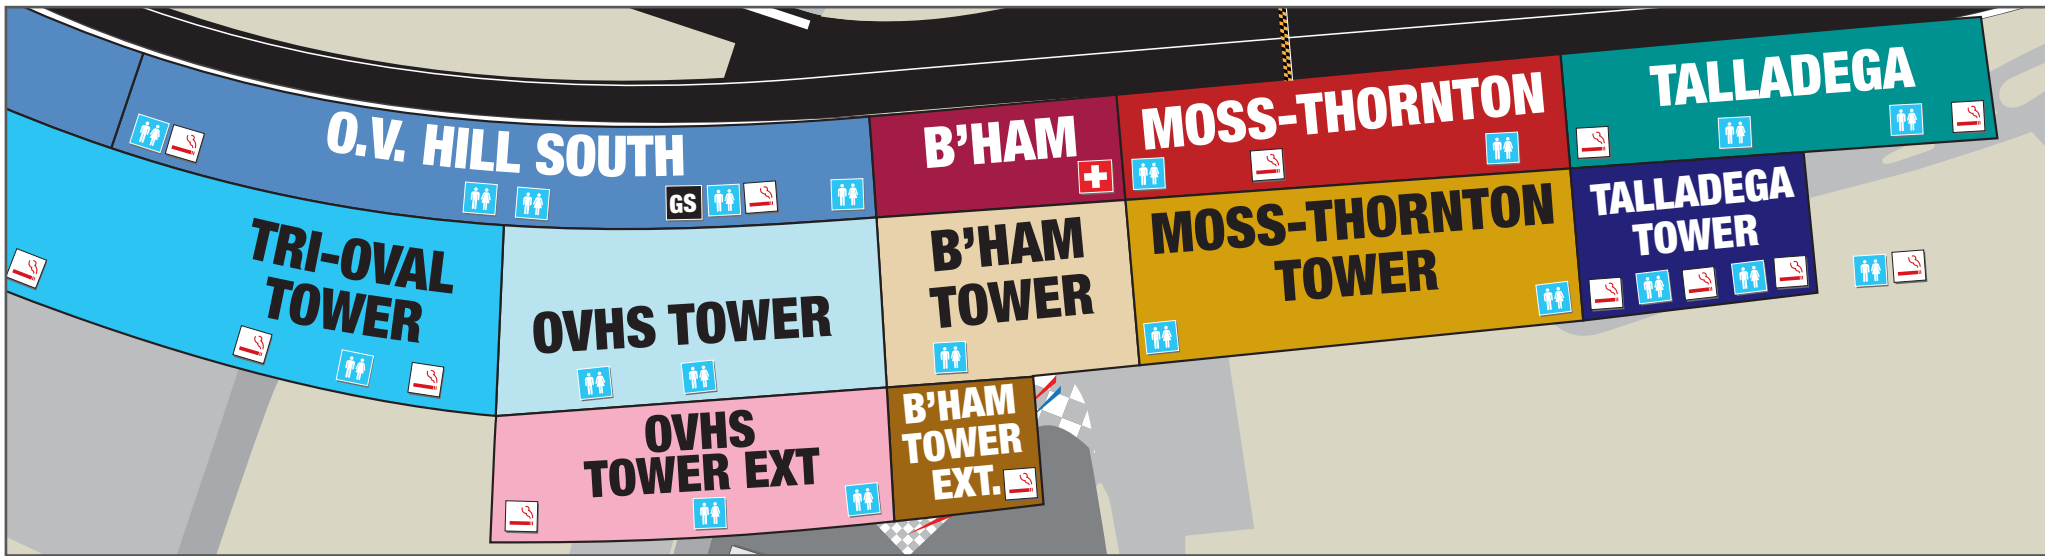 O.V. HILL SOUTH
GS
B'HAM
MOSS-THORNTON
TALLADEGA
TRI-OVAL
TOWER
OVHS TOWER
B'HAM
TOWER
MOSS-THORNTON
TOWER
TALLADEGA
TOWER
OVHS
TOWER EXT
B'HAM
TOWER
EXT.